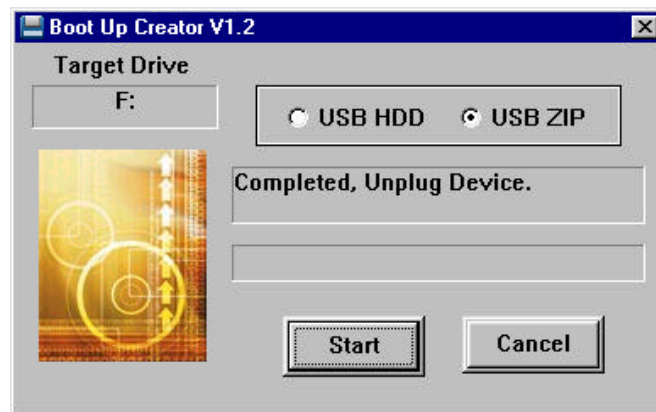 Boot Up Creator V1.2
Target Drive
F:
USB HDD USB ZIP
Completed, Unplug Device.
Start Cancel